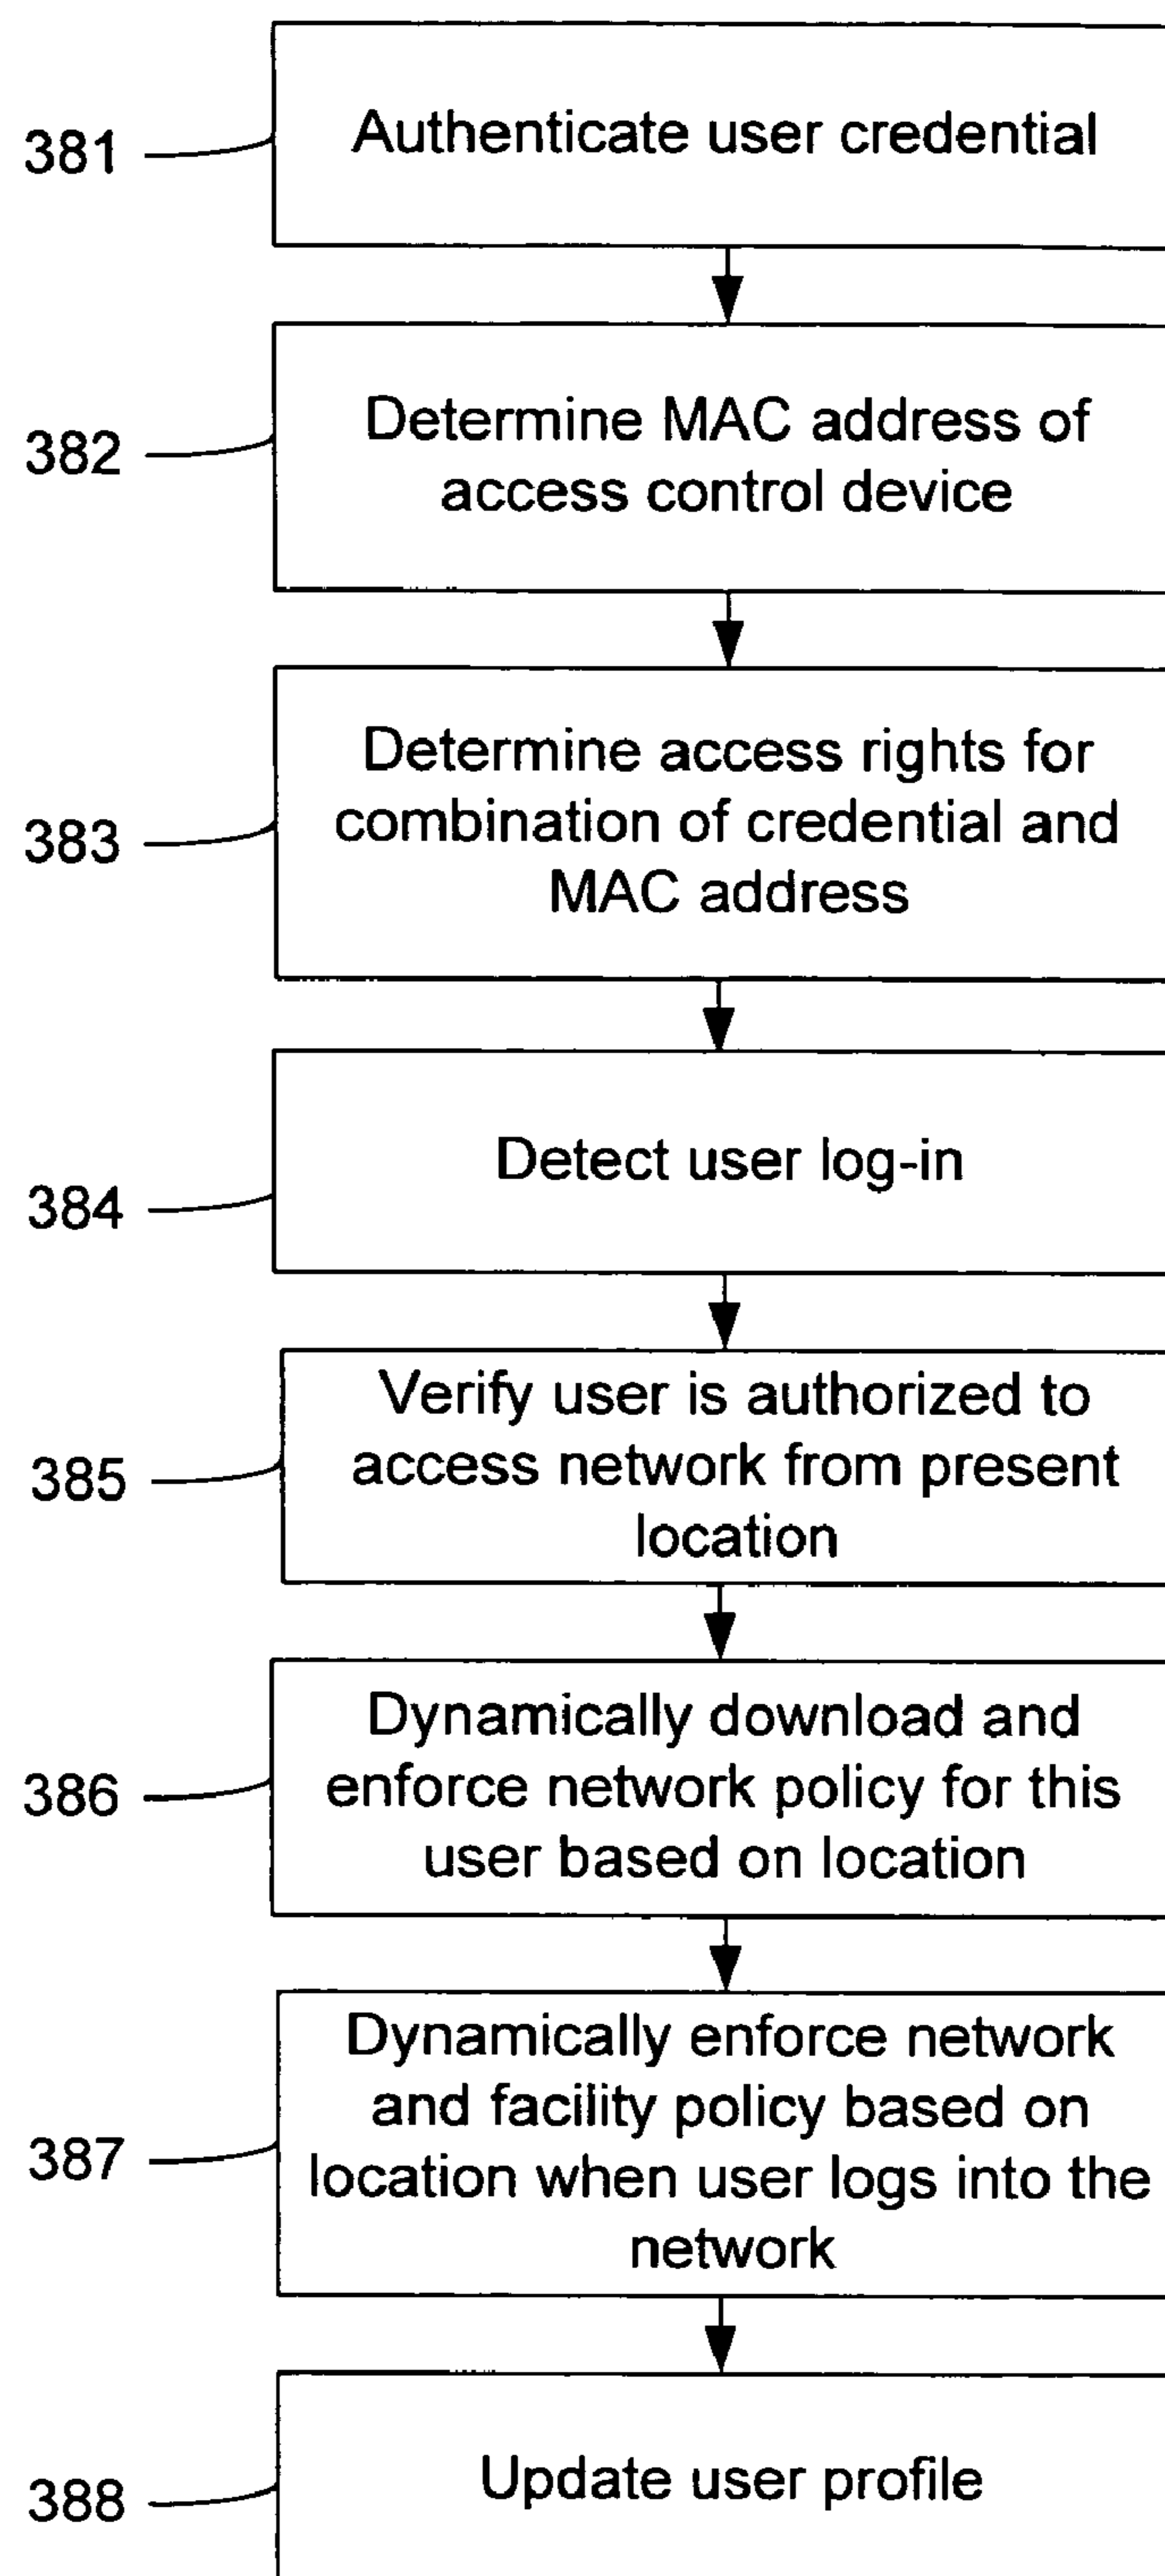 381
Authenticate user credential
382
Determine MAC address of
access control device
383
Determine access rights for
combination of credential and
MAC address
384
Detect user log-in
385
Verify user is authorized to
access network from present
location
386
Dynamically download and
enforce network policy for this
user based on location
387
Dynamically enforce network
and facility policy based on
location when user logs into the
network
388
Update user profile